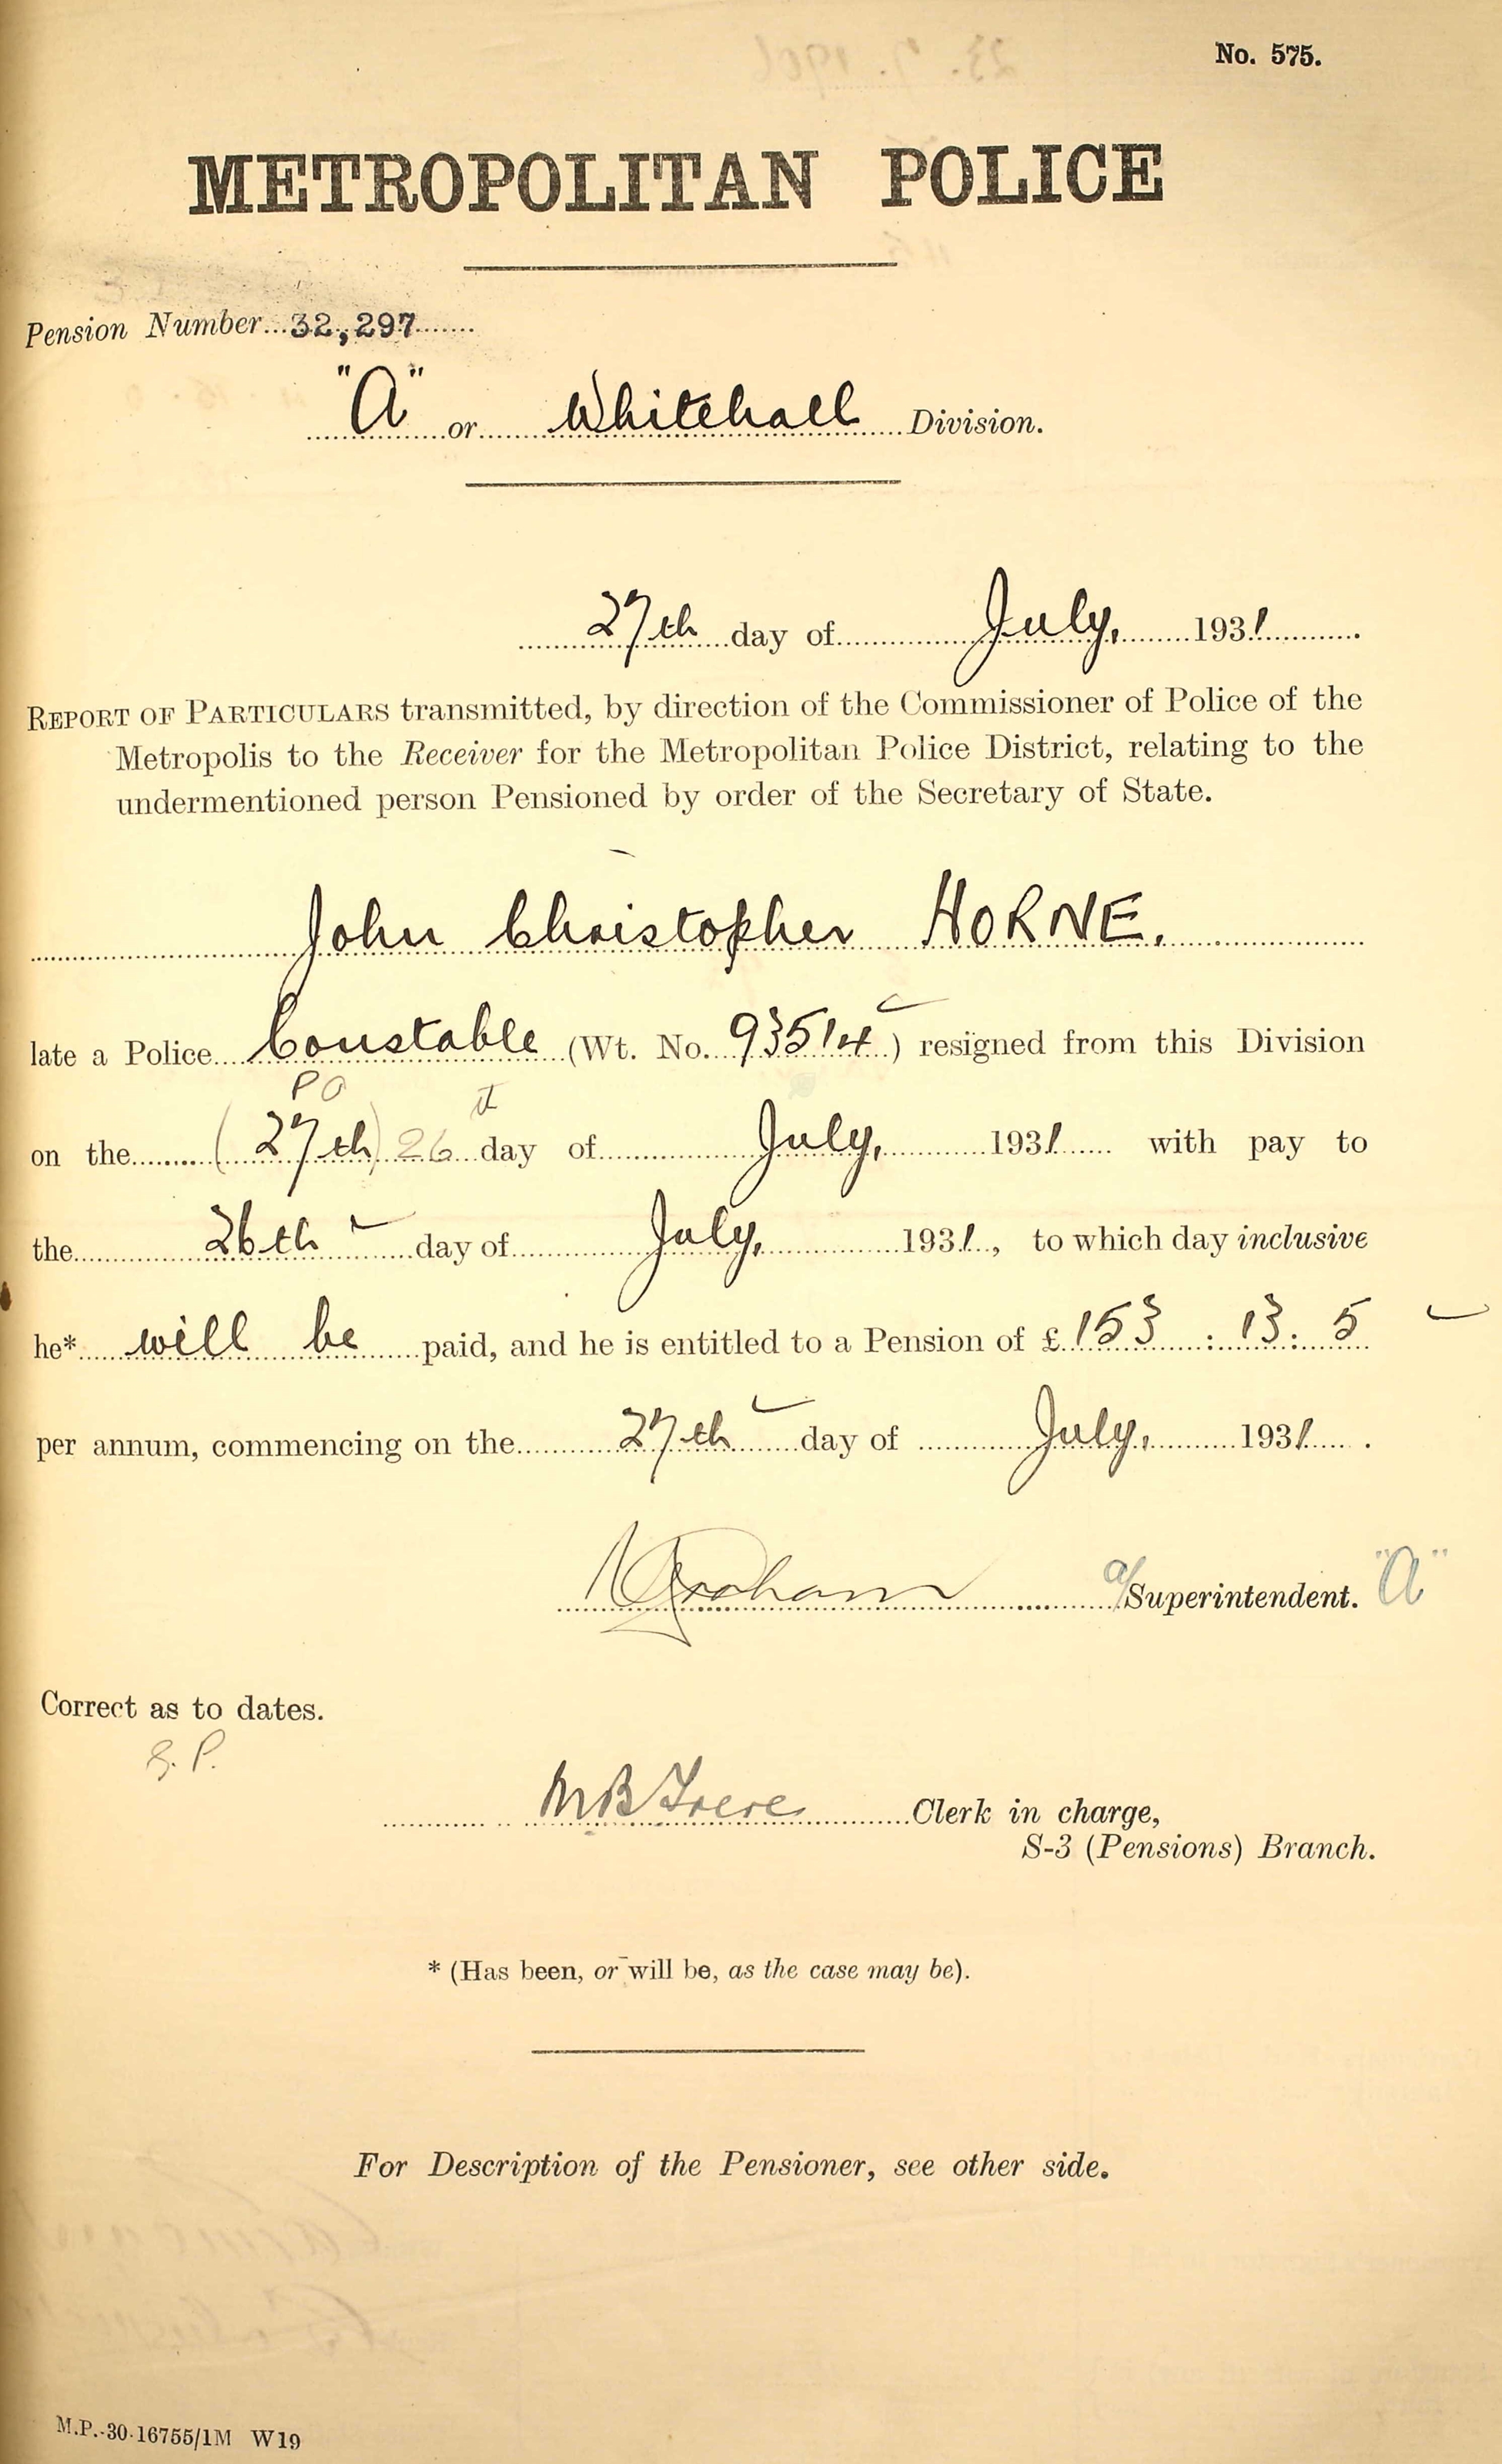 No. 575.
METROPOLITAN POLICE
Pension Number...32,297
"A" or Whitehall Division.
27th day of July, 1931.
REPORT OF PARTICULARS transmitted, by direction of the Commissioner of Police of the
Metropolis to the Receiver for the Metropolitan Police District, relating to the
undermentioned person Pensioned by order of the Secretary of State.
John Christopher HORNE.
late a Police Constable (Wt. No. 93514) resigned from this Division
PO
on the (27th) 26 th day of July, 1931 with pay to
the 26th day of July, 1931, to which day inclusive
he* will be paid, and he is entitled to a Pension of £153 : 13 : 5
per annum, commencing on the 27th day of July, 1931.
Graham a/Superintendent. "A"
Correct as to dates.
M B Frere Clerk in charge,
S-3 (Pensions) Branch.
* (Has been, or will be, as the case may be).
For Description of the Pensioner, see other side.
M.P.-30-16755/1M W19